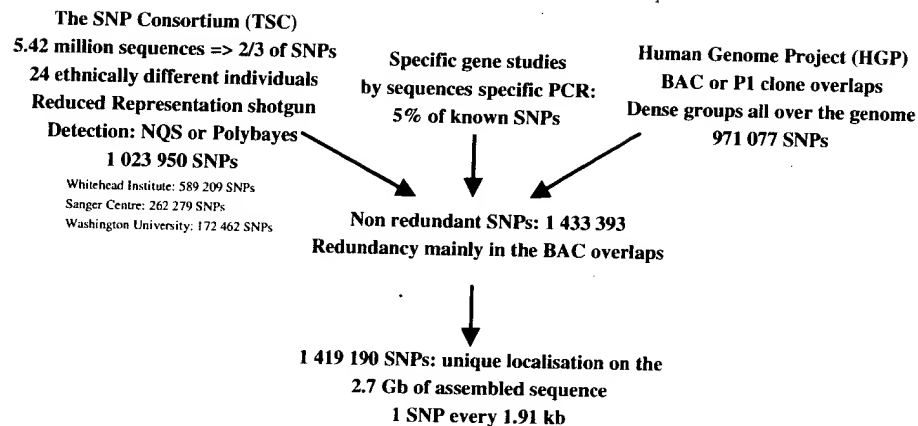 The SNP Consortium (TSC)
5.42 million sequences => 2/3 of SNPs
24 ethnically different individuals
Reduced Representation shotgun
Detection: NQS or Polybayes
1 023 950 SNPs
Whitehead Institute: 589 209 SNPs
Sanger Centre: 262 279 SNPs
Washington University: 172 462 SNPs
Specific gene studies
by sequences specific PCR:
5% of known SNPs
Human Genome Project (HGP)
BAC or P1 clone overlaps
Dense groups all over the genome
971 077 SNPs
Non redundant SNPs: 1 433 393
Redundancy mainly in the BAC overlaps
1 419 190 SNPs: unique localisation on the
2.7 Gb of assembled sequence
1 SNP every 1.91 kb